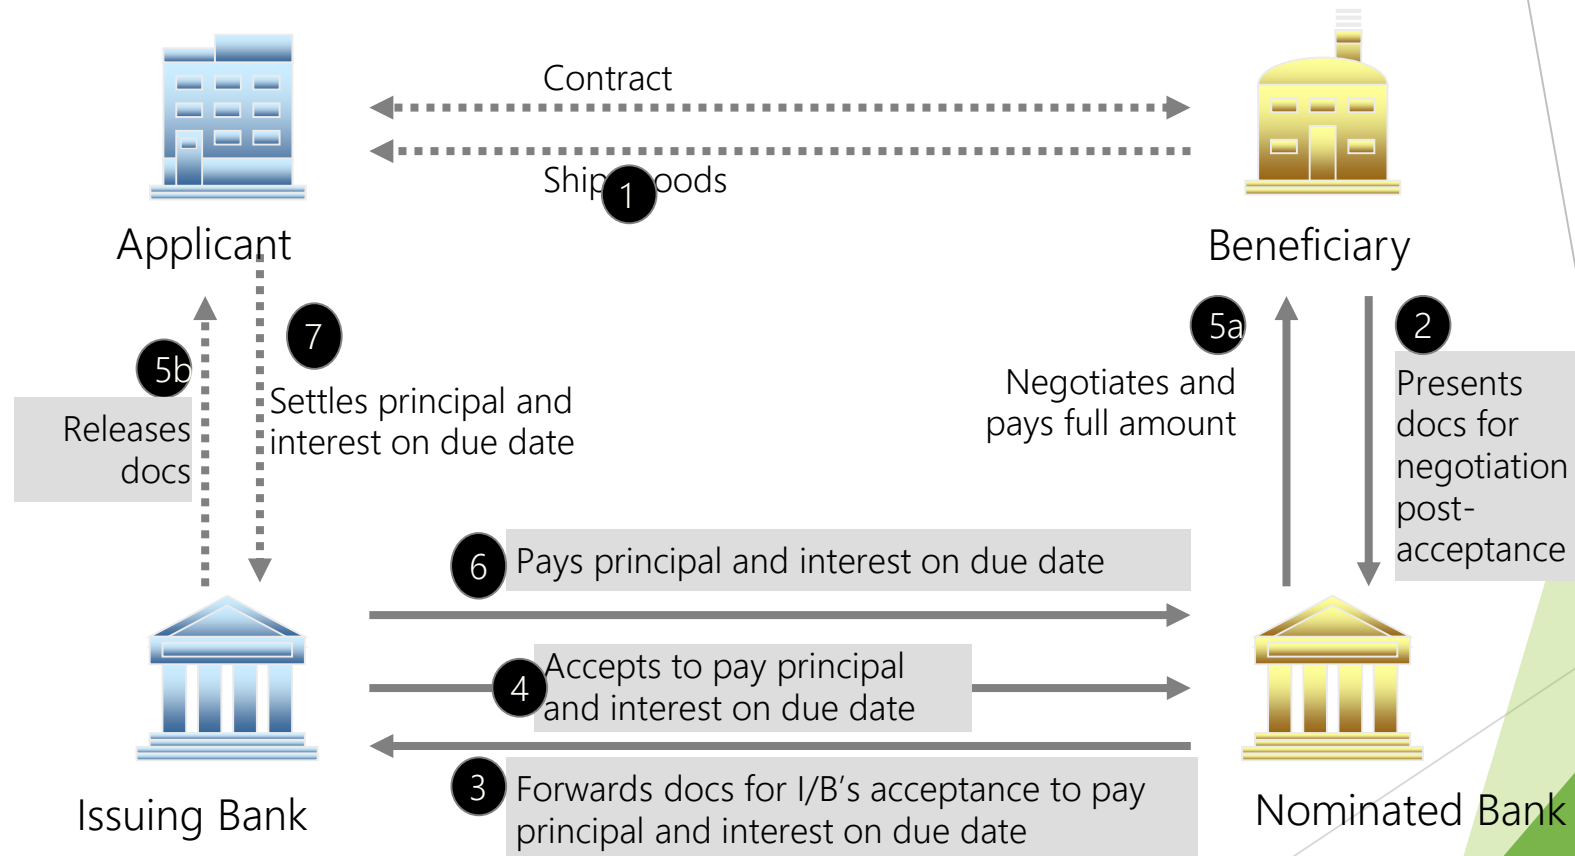 Contract
Ship
oods
1
Applicant
Beneficiary
5b
Releases
docs
7
Settles principal and
interest on due date
5a
Negotiates and
pays full amount
2
Presents
docs for
negotiation
post-
acceptance
6
Pays principal and interest on due date
4
Accepts to pay principal
and interest on due date
3
Forwards docs for I/B’s acceptance to pay
principal and interest on due date
Issuing Bank
Nominated Bank